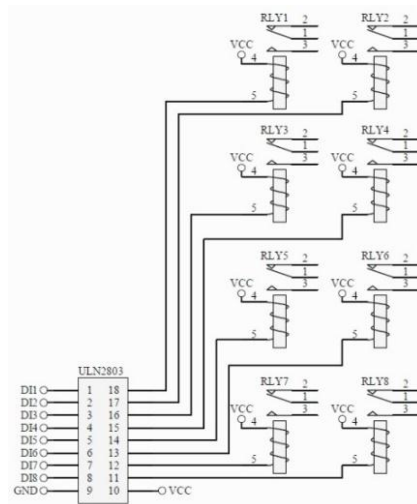 RLY1 RLY2
VCC 4 2 1 3 VCC 4 2 1 3
5 5
RLY3 RLY4
VCC 4 2 1 3 VCC 4 2 1 3
5 5
RLY5 RLY6
VCC 4 2 1 3 VCC 4 2 1 3
5 5
ULN2803
RLY7 RLY8
VCC 4 2 1 3 VCC 4 2 1 3
5 5
DI1 1 18
DI2 2 17
DI3 3 16
DI4 4 15
DI5 5 14
DI6 6 13
DI7 7 12
DI8 8 11
GND 9 10 VCC